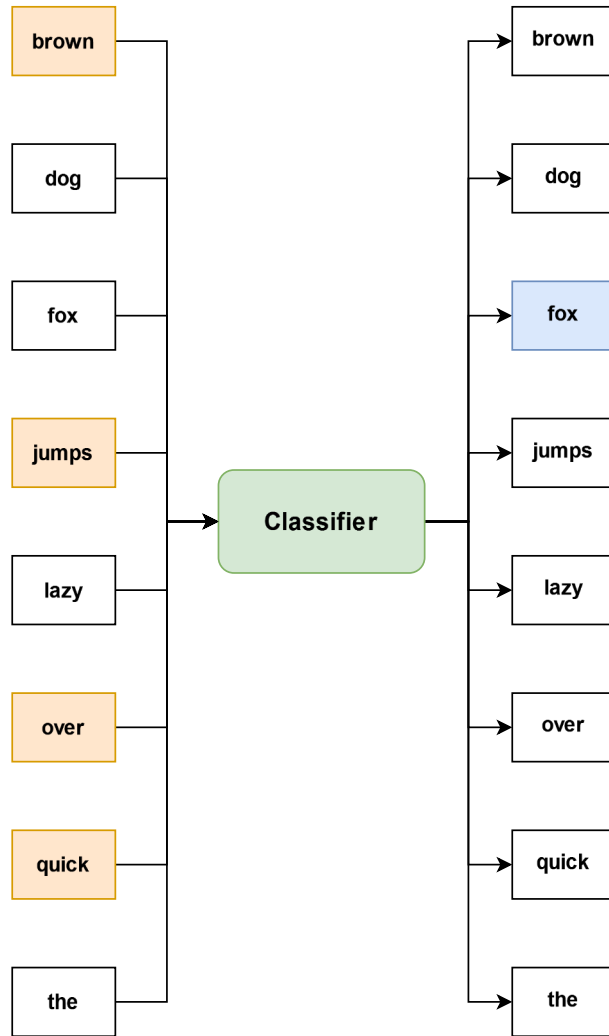 brown
dog
fox
jumps
lazy
over
quick
the
Classifier
brown
dog
fox
jumps
lazy
over
quick
the